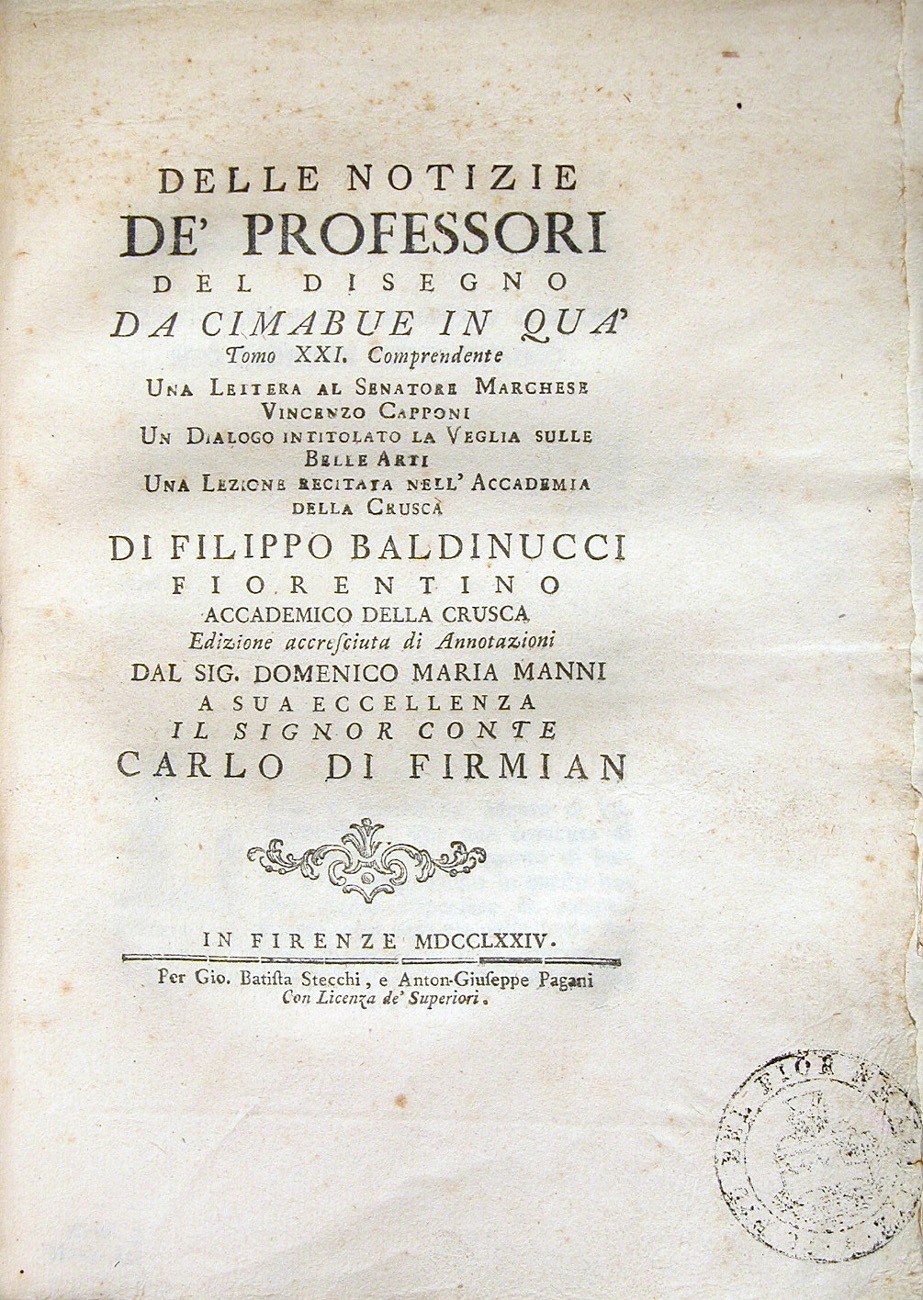 DELLE NOTIZIE
DE' PROFESSORI
DEL DISEGNO
DA CIMABUE IN QUA'
Tomo XXI. Comprendente
UNA LETTERA AL SENATORE MARCHESE
VINCENZO CAPPONI
UN DIALOGO INTITOLATO LA VEGLIA SULLE
BELLE ARTI
UNA LEZIONE RECITATA NELL' ACCADEMIA
DELLA CRUSCA
DI FILIPPO BALDINUCCI
FIORENTINO
ACCADEMICO DELLA CRUSCA
Edizione accreſciuta di Annotazioni
DAL SIG. DOMENICO MARIA MANNI
A SUA ECCELLENZA
IL SIGNOR CONTE
CARLO DI FIRMIAN
IN FIRENZE MDCCLXXIV.
Per Gio. Batiſta Stecchi, e Anton-Giuſeppe Pagani
Con Licenza de' Superiori.
DEL FIOR